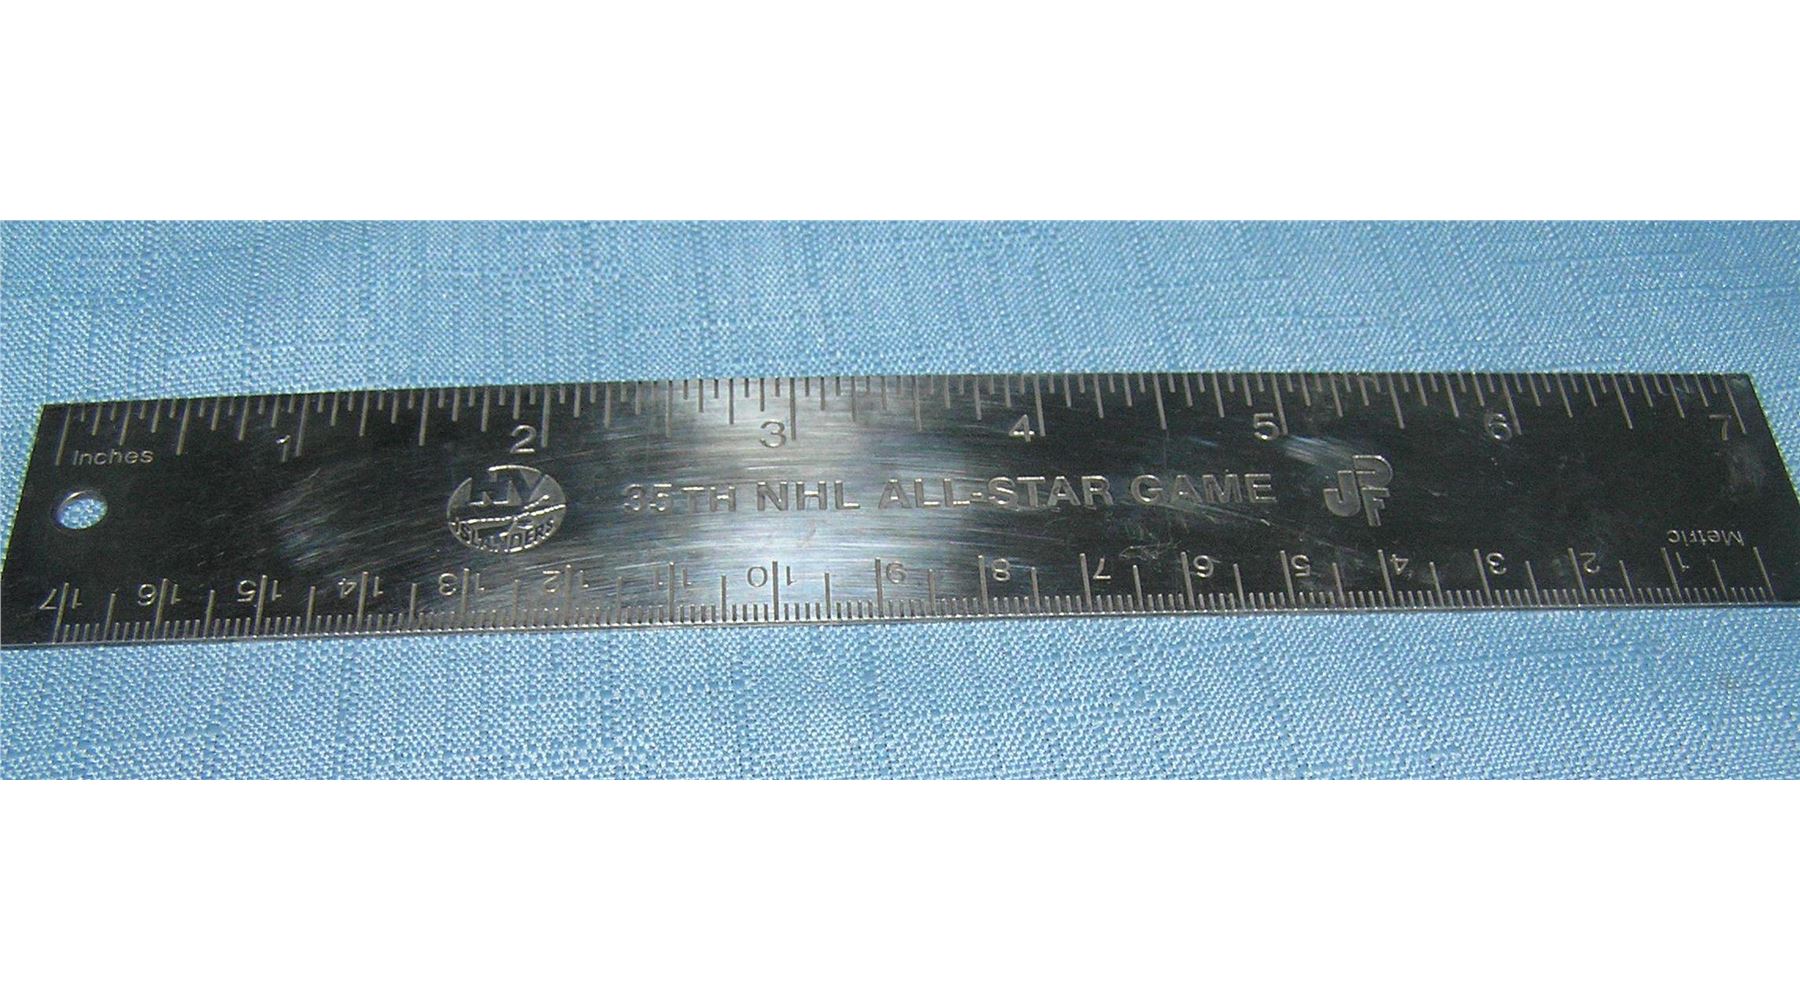 1 2 3 4 5 6 7
Inches
NY
ISLANDERS
35TH NHL ALL-STAR GAME
JPF
Metric
1 2 3 4 5 6 7 8 9 10 11 12 13 14 15 16 17